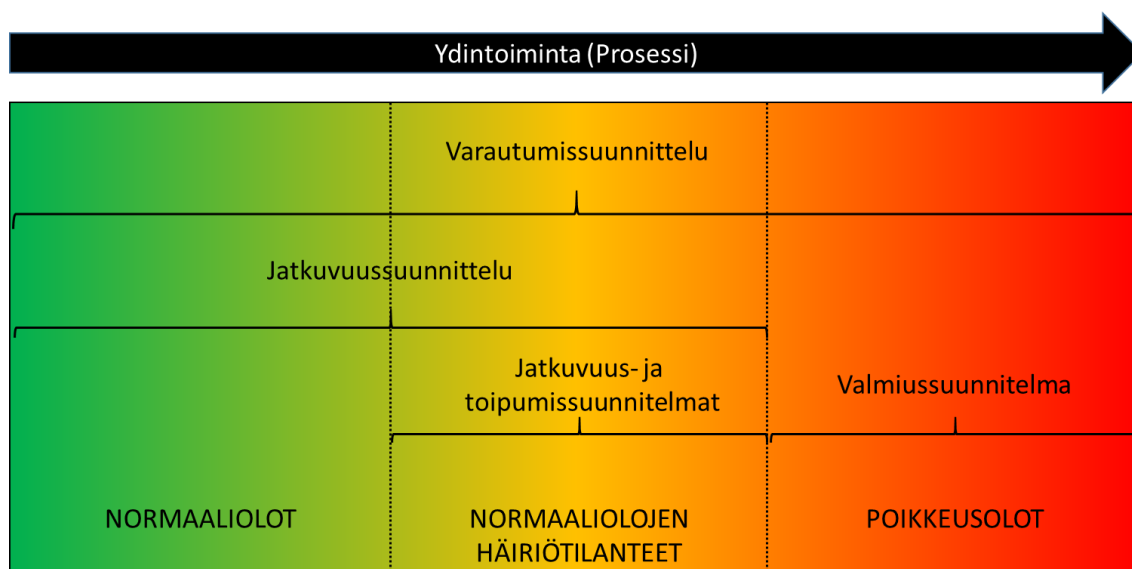 Ydintoiminta (Prosessi)
Varautumissuunnittelu
Jatkuvuussuunnittelu
Jatkuvuus- ja
toipumissuunnitelmat
Valmiussuunnitelma
NORMAALIOLOT
NORMAALIOLOJEN
HÄIRIÖTILANTEET
POIKKEUSOLOT